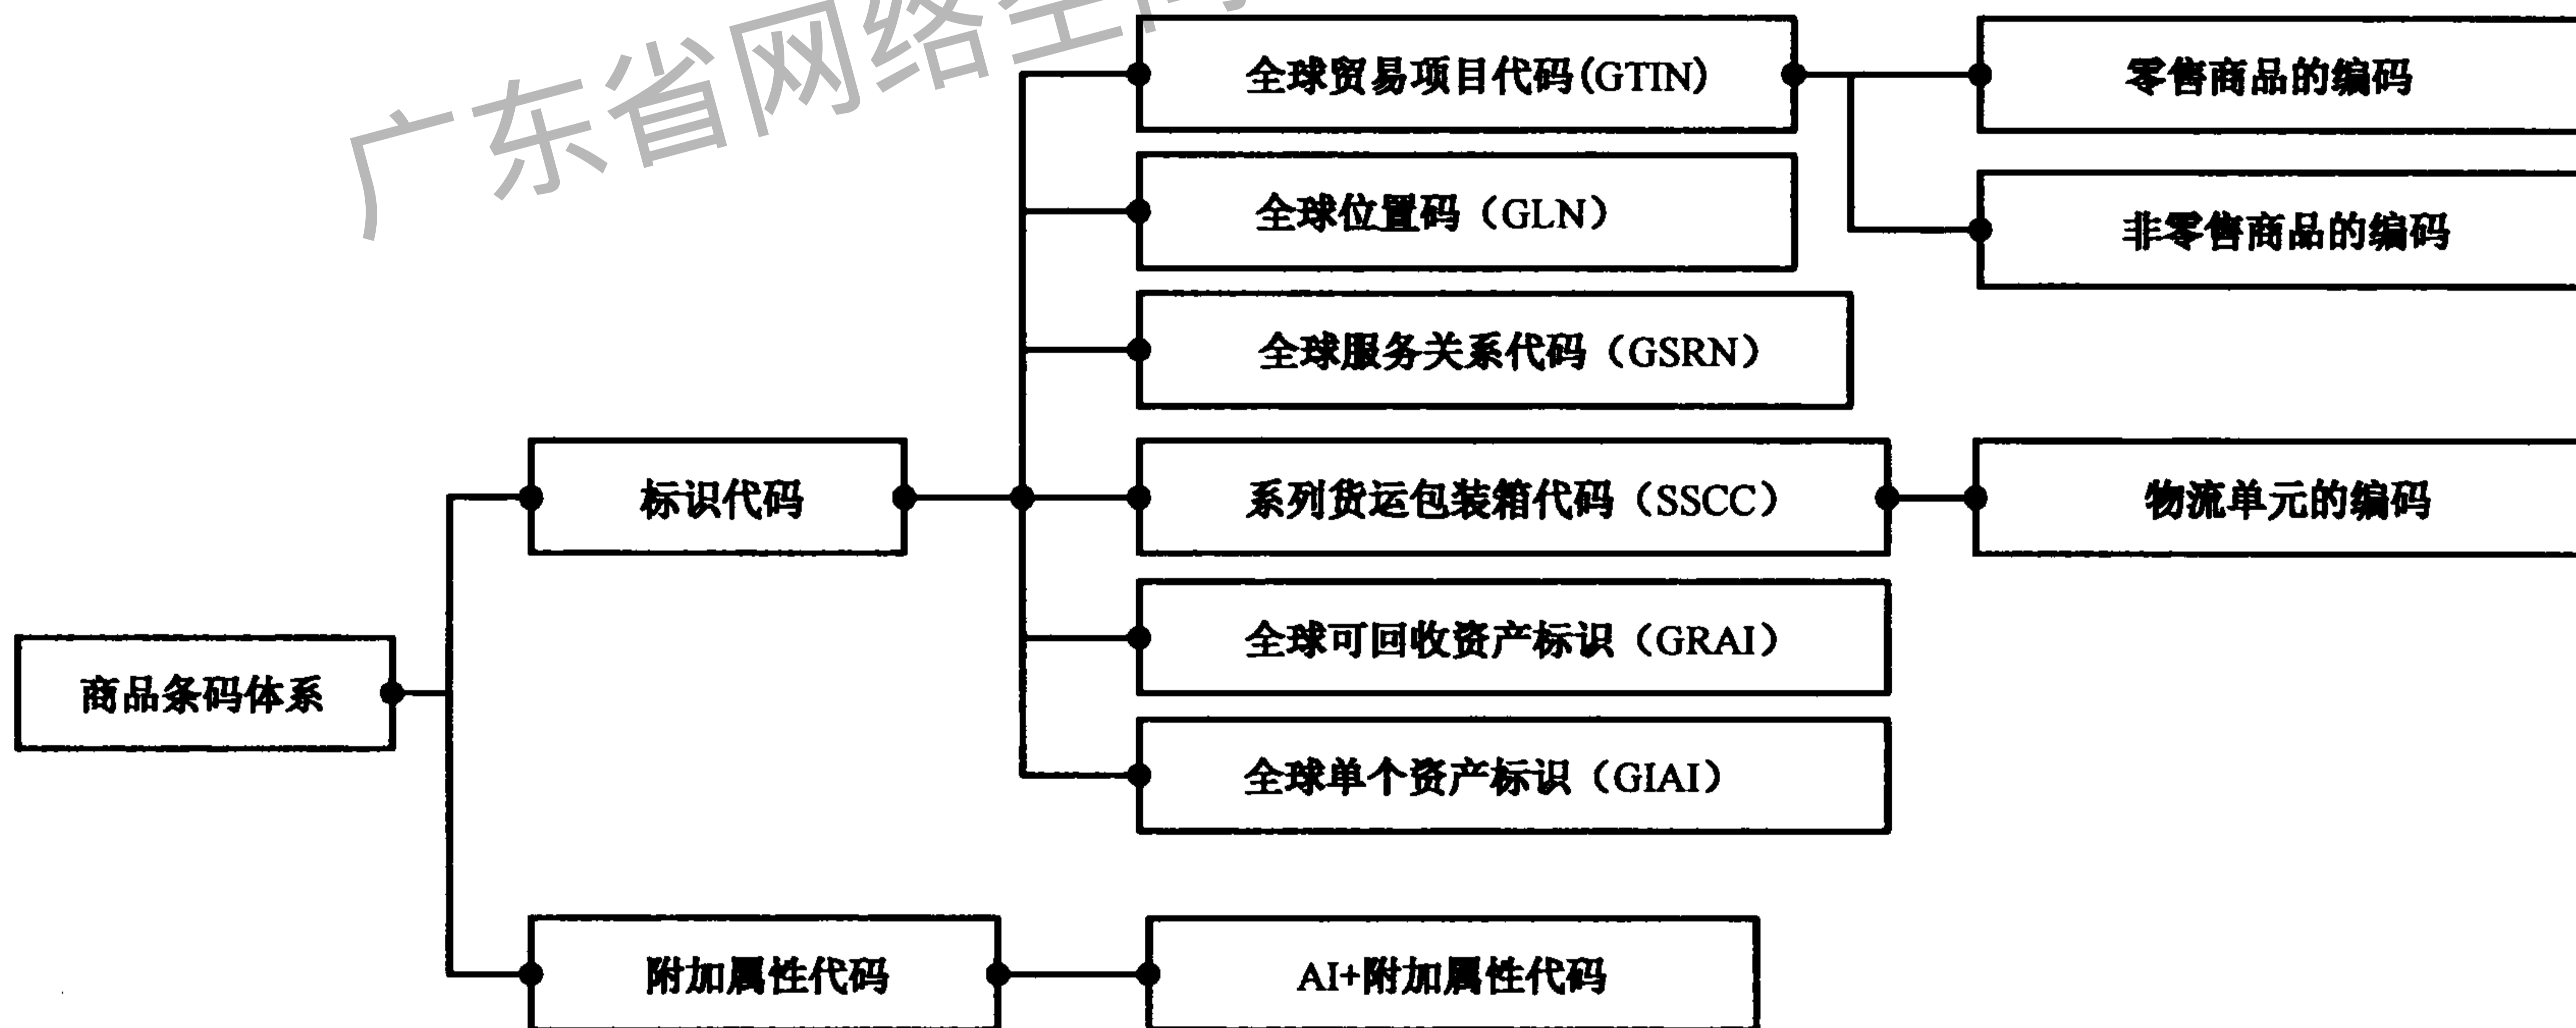 广东省网络空间
全球贸易项目代码(GTIN)
零售商品的编码
全球位置码（GLN）
非零售商品的编码
全球服务关系代码（GSRN）
标识代码
系列货运包装箱代码（SSCC）
物流单元的编码
全球可回收资产标识（GRAI）
商品条码体系
全球单个资产标识（GIAI）
附加属性代码
AI+附加属性代码